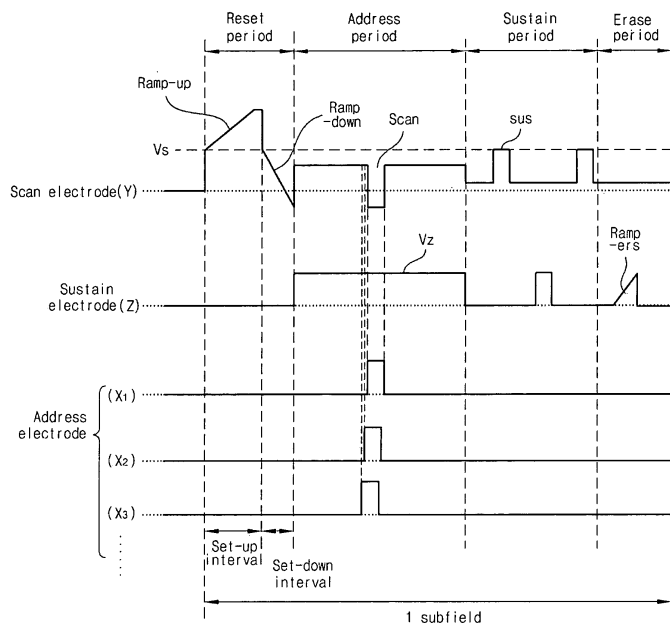 Reset period
Address period
Sustain period
Erase period
Ramp-up
Ramp -down
Scan
sus
Vs
Scan electrode(Y)
Vz
Ramp -ers
Sustain electrode(Z)
(X1)
Address electrode
(X2)
(X3)
Set-up interval
Set-down interval
1 subfield